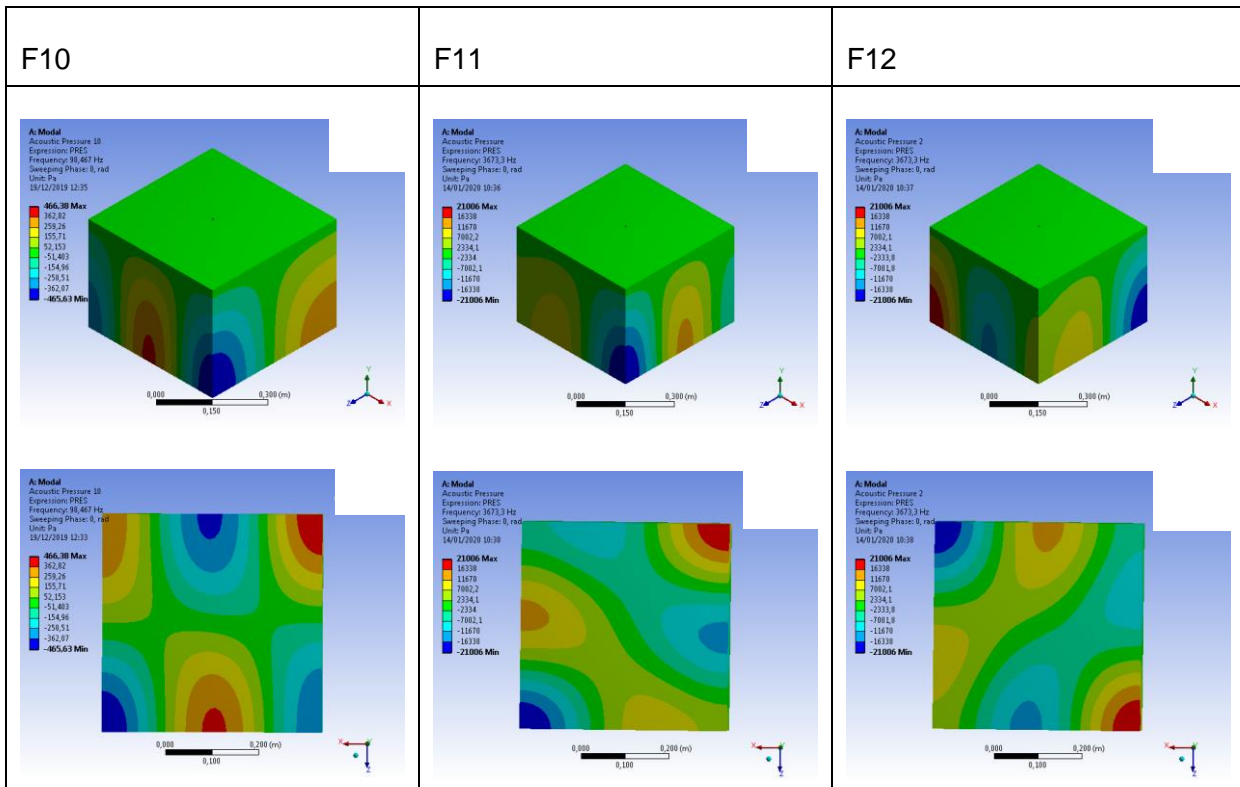 F10
F11
F12
A: Modal
Acoustic Pressure 10
Expression: PRES
Frequency: 98,467 Hz
Sweeping Phase: 0, rad
Unit: Pa
19/12/2019 12:35
466,38 Max
362,82
259,26
155,71
52,153
-51,403
-154,96
-258,51
-362,07
-465,63 Min
0,000
0,300 (m)
0,150
Y
Z
X
A: Modal
Acoustic Pressure
Expression: PRES
Frequency: 3673,3 Hz
Sweeping Phase: 0, rad
Unit: Pa
14/01/2020 10:36
21006 Max
16338
11670
7002,2
2334,1
-2334
-7002,1
-11670
-16338
-21006 Min
0,000
0,300 (m)
0,150
Y
Z
X
A: Modal
Acoustic Pressure 2
Expression: PRES
Frequency: 3673,3 Hz
Sweeping Phase: 0, rad
Unit: Pa
14/01/2020 10:37
21006 Max
16338
11670
7002,1
2334,1
-2333,8
-7001,8
-11670
-16338
-21006 Min
0,000
0,300 (m)
0,150
Y
Z
X
A: Modal
Acoustic Pressure 10
Expression: PRES
Frequency: 98,467 Hz
Sweeping Phase: 0, rad
Unit: Pa
19/12/2019 12:33
466,38 Max
362,82
259,26
155,71
52,153
-51,403
-154,96
-258,51
-362,07
-465,63 Min
0,000
0,200 (m)
0,100
X
Y
Z
A: Modal
Acoustic Pressure
Expression: PRES
Frequency: 3673,3 Hz
Sweeping Phase: 0, rad
Unit: Pa
14/01/2020 10:38
21006 Max
16338
11670
7002,2
2334,1
-2334
-7002,1
-11670
-16338
-21006 Min
0,000
0,200 (m)
0,100
X
Y
Z
A: Modal
Acoustic Pressure 2
Expression: PRES
Frequency: 3673,3 Hz
Sweeping Phase: 0, rad
Unit: Pa
14/01/2020 10:38
21006 Max
16338
11670
7002,1
2334,1
-2333,8
-7001,8
-11670
-16338
-21006 Min
0,000
0,200 (m)
0,100
X
Y
Z